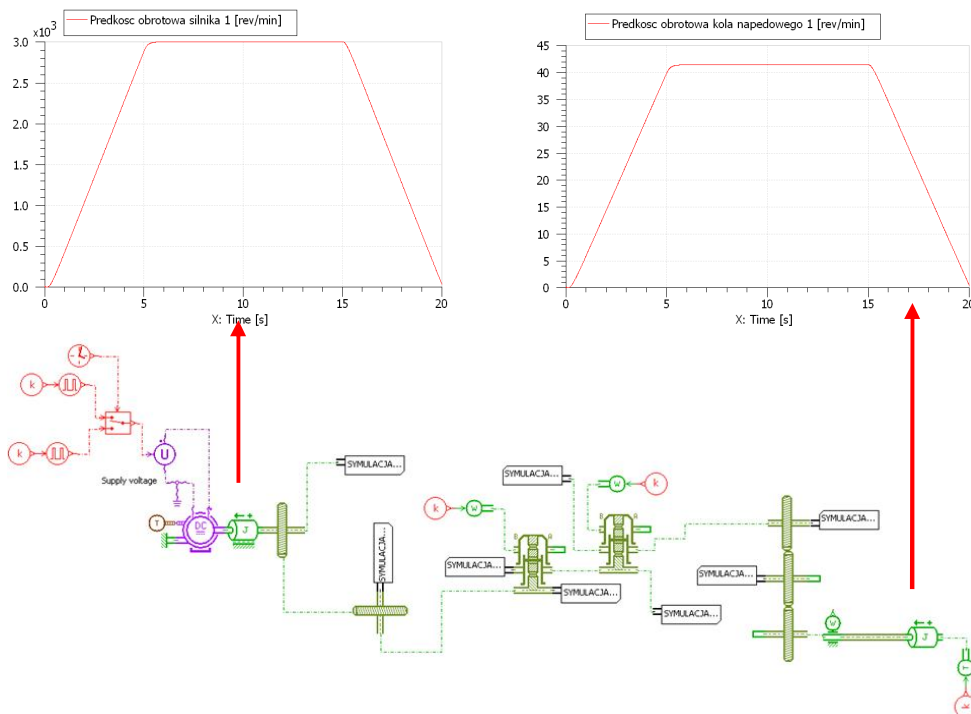 Predkosc obrotowa silnika 1 [rev/min]
3.0
2.5
2.0
1.5
1.0
0.5
0.0
×10³
0
5
10
15
20
X: Time [s]
Predkosc obrotowa kola napedowego 1 [rev/min]
45
40
35
30
25
20
15
10
5
0
0
5
10
15
20
X: Time [s]
k
k
U
Supply voltage
T
DC
J
SYMULACJA...
SYMULACJA...
k
W
SYMULACJA...
W
k
B
A
B
A
SYMULACJA...
SYMULACJA...
SYMULACJA...
SYMULACJA...
SYMULACJA...
W
J
T
k